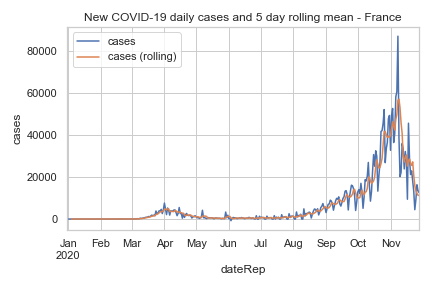 New COVID-19 daily cases and 5 day rolling mean - France
cases
cases (rolling)
80000
60000
40000
20000
0
cases
Jan Feb Mar Apr May Jun Jul Aug Sep Oct Nov
2020
dateRep